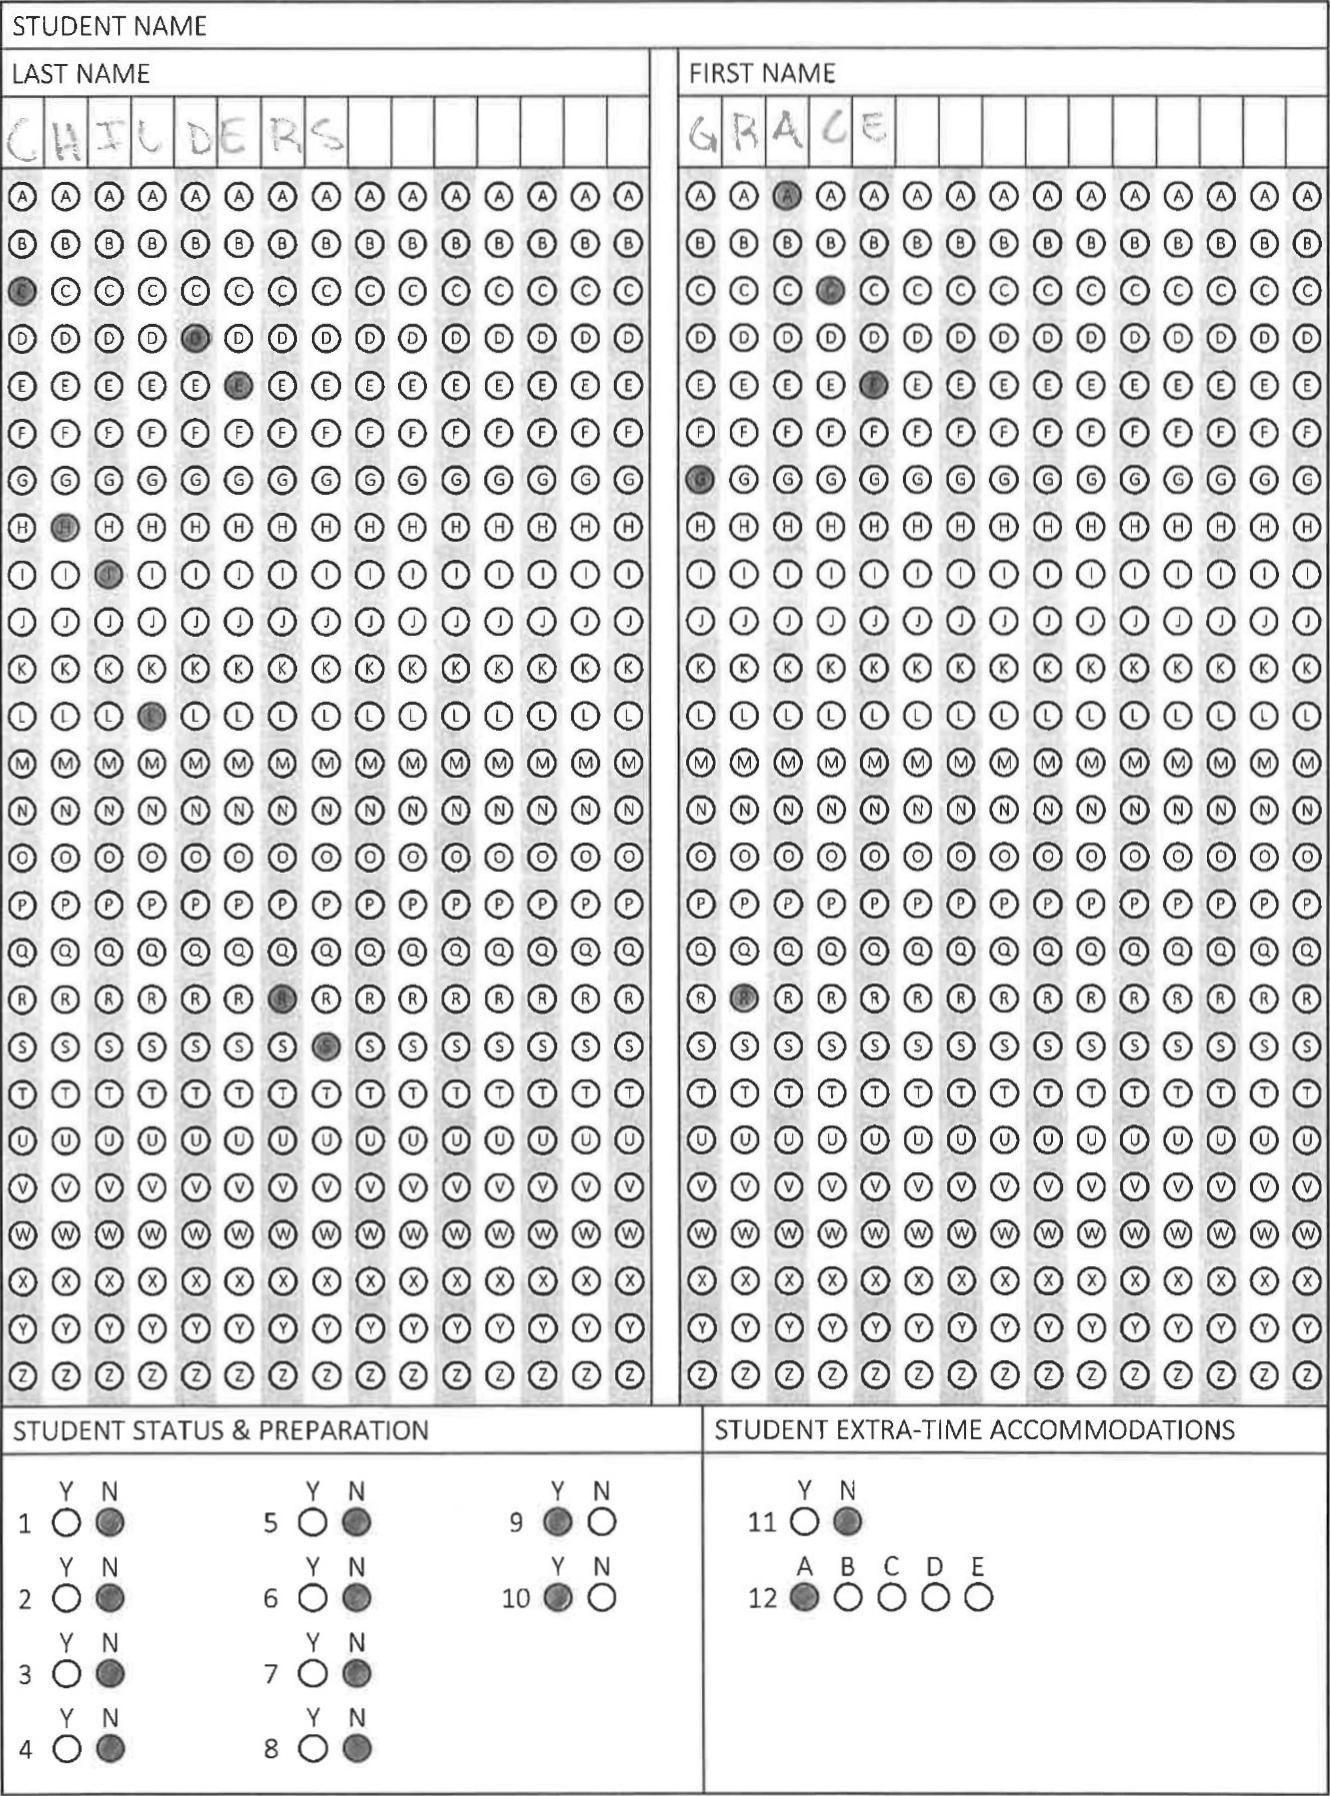 STUDENT NAME
LAST NAME FIRST NAME
CHILDERS GRACE
A A A A A A A A A A A A A A A A A A A A A A A A A A A A A A
B B B B B B B B B B B B B B B B B B B B B B B B B B B B B B
C C C C C C C C C C C C C C C C C C C C C C C C C C C C C C
D D D D D D D D D D D D D D D D D D D D D D D D D D D D D D
E E E E E E E E E E E E E E E E E E E E E E E E E E E E E E
F F F F F F F F F F F F F F F F F F F F F F F F F F F F F F
G G G G G G G G G G G G G G G G G G G G G G G G G G G G G G
H H H H H H H H H H H H H H H H H H H H H H H H H H H H H H
I I I I I I I I I I I I I I I I I I I I I I I I I I I I I I
J J J J J J J J J J J J J J J J J J J J J J J J J J J J J J
K K K K K K K K K K K K K K K K K K K K K K K K K K K K K K
L L L L L L L L L L L L L L L L L L L L L L L L L L L L L L
M M M M M M M M M M M M M M M M M M M M M M M M M M M M M M
N N N N N N N N N N N N N N N N N N N N N N N N N N N N N N
O O O O O O O O O O O O O O O O O O O O O O O O O O O O O O
P P P P P P P P P P P P P P P P P P P P P P P P P P P P P P
Q Q Q Q Q Q Q Q Q Q Q Q Q Q Q Q Q Q Q Q Q Q Q Q Q Q Q Q Q Q
R R R R R R R R R R R R R R R R R R R R R R R R R R R R R R
S S S S S S S S S S S S S S S S S S S S S S S S S S S S S S
T T T T T T T T T T T T T T T T T T T T T T T T T T T T T T
U U U U U U U U U U U U U U U U U U U U U U U U U U U U U U
V V V V V V V V V V V V V V V V V V V V V V V V V V V V V V
W W W W W W W W W W W W W W W W W W W W W W W W W W W W W W
X X X X X X X X X X X X X X X X X X X X X X X X X X X X X X
Y Y Y Y Y Y Y Y Y Y Y Y Y Y Y Y Y Y Y Y Y Y Y Y Y Y Y Y Y Y
Z Z Z Z Z Z Z Z Z Z Z Z Z Z Z Z Z Z Z Z Z Z Z Z Z Z Z Z Z Z
STUDENT STATUS & PREPARATION STUDENT EXTRA-TIME ACCOMMODATIONS
Y N Y N Y N Y N
1 5 9 11
Y N Y N Y N A B C D E
2 6 10 12
Y N Y N
3 7
Y N Y N
4 8